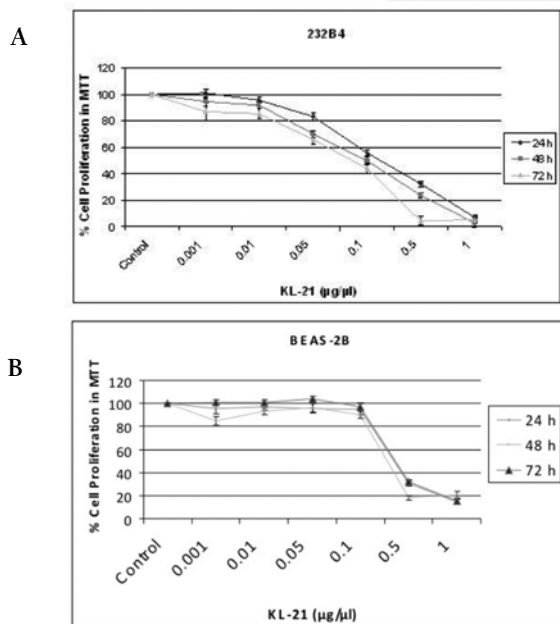 A
232B4
% Cell Proliferation in MTT
120
100
80
60
40
20
0
Control
0.001
0.01
0.05
0.1
0.5
1
KL-21 (µg/µl)
24 h
48 h
72 h
B
BEAS-2B
% Cell Proliferation in MTT
120
100
80
60
40
20
0
Control
0.001
0.01
0.05
0.1
0.5
1
KL-21 (µg/µl)
24 h
48 h
72 h